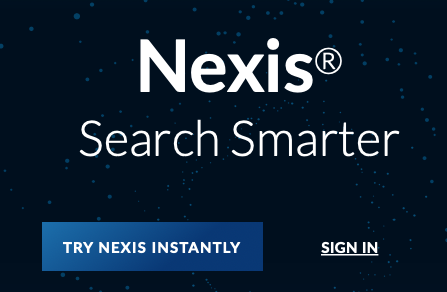 Nexis®
Search Smarter
TRY NEXIS INSTANTLY
SIGN IN